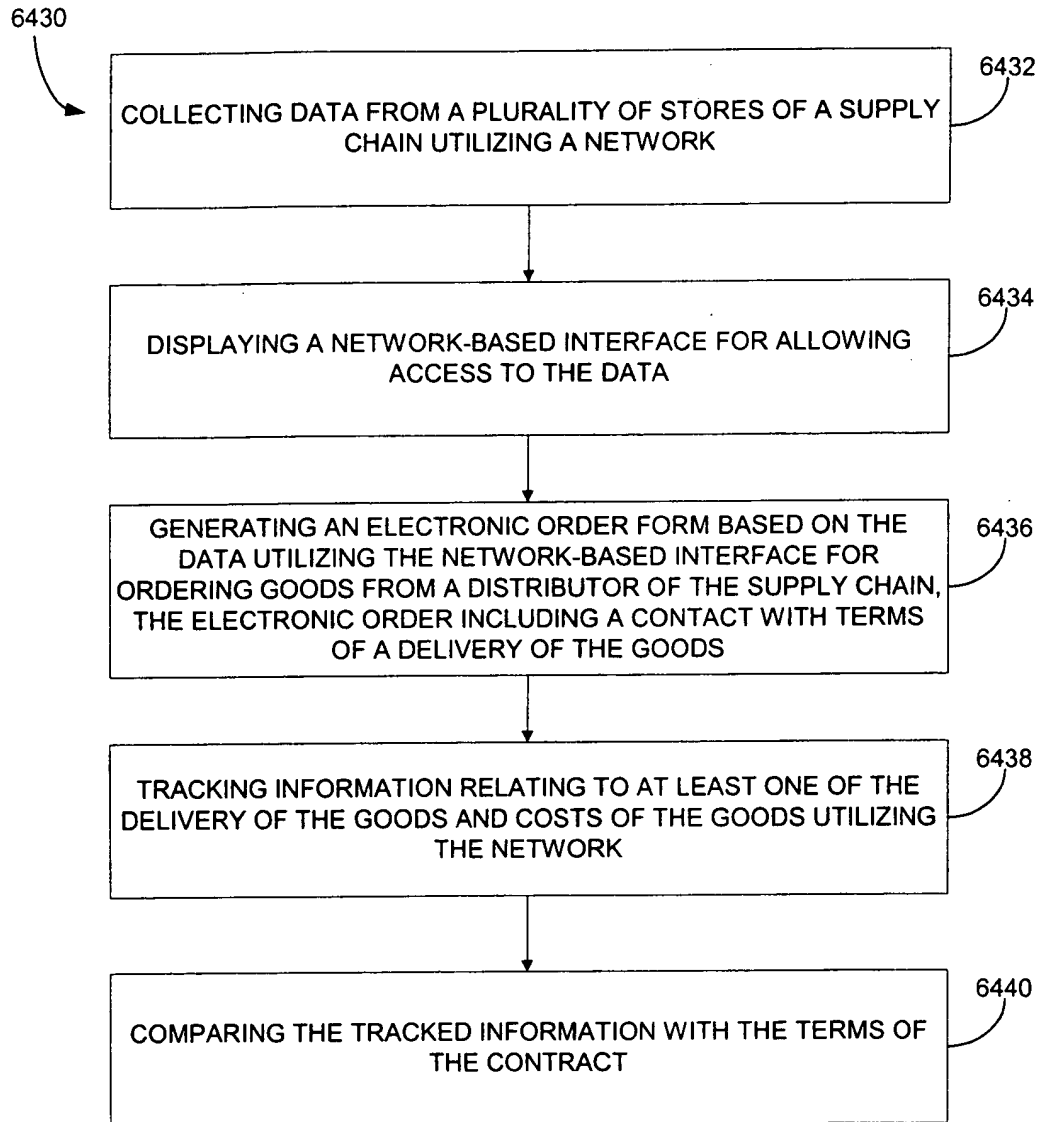 6430
6432
COLLECTING DATA FROM A PLURALITY OF STORES OF A SUPPLY
CHAIN UTILIZING A NETWORK
6434
DISPLAYING A NETWORK-BASED INTERFACE FOR ALLOWING
ACCESS TO THE DATA
6436
GENERATING AN ELECTRONIC ORDER FORM BASED ON THE
DATA UTILIZING THE NETWORK-BASED INTERFACE FOR
ORDERING GOODS FROM A DISTRIBUTOR OF THE SUPPLY CHAIN,
THE ELECTRONIC ORDER INCLUDING A CONTACT WITH TERMS
OF A DELIVERY OF THE GOODS
6438
TRACKING INFORMATION RELATING TO AT LEAST ONE OF THE
DELIVERY OF THE GOODS AND COSTS OF THE GOODS UTILIZING
THE NETWORK
6440
COMPARING THE TRACKED INFORMATION WITH THE TERMS OF
THE CONTRACT